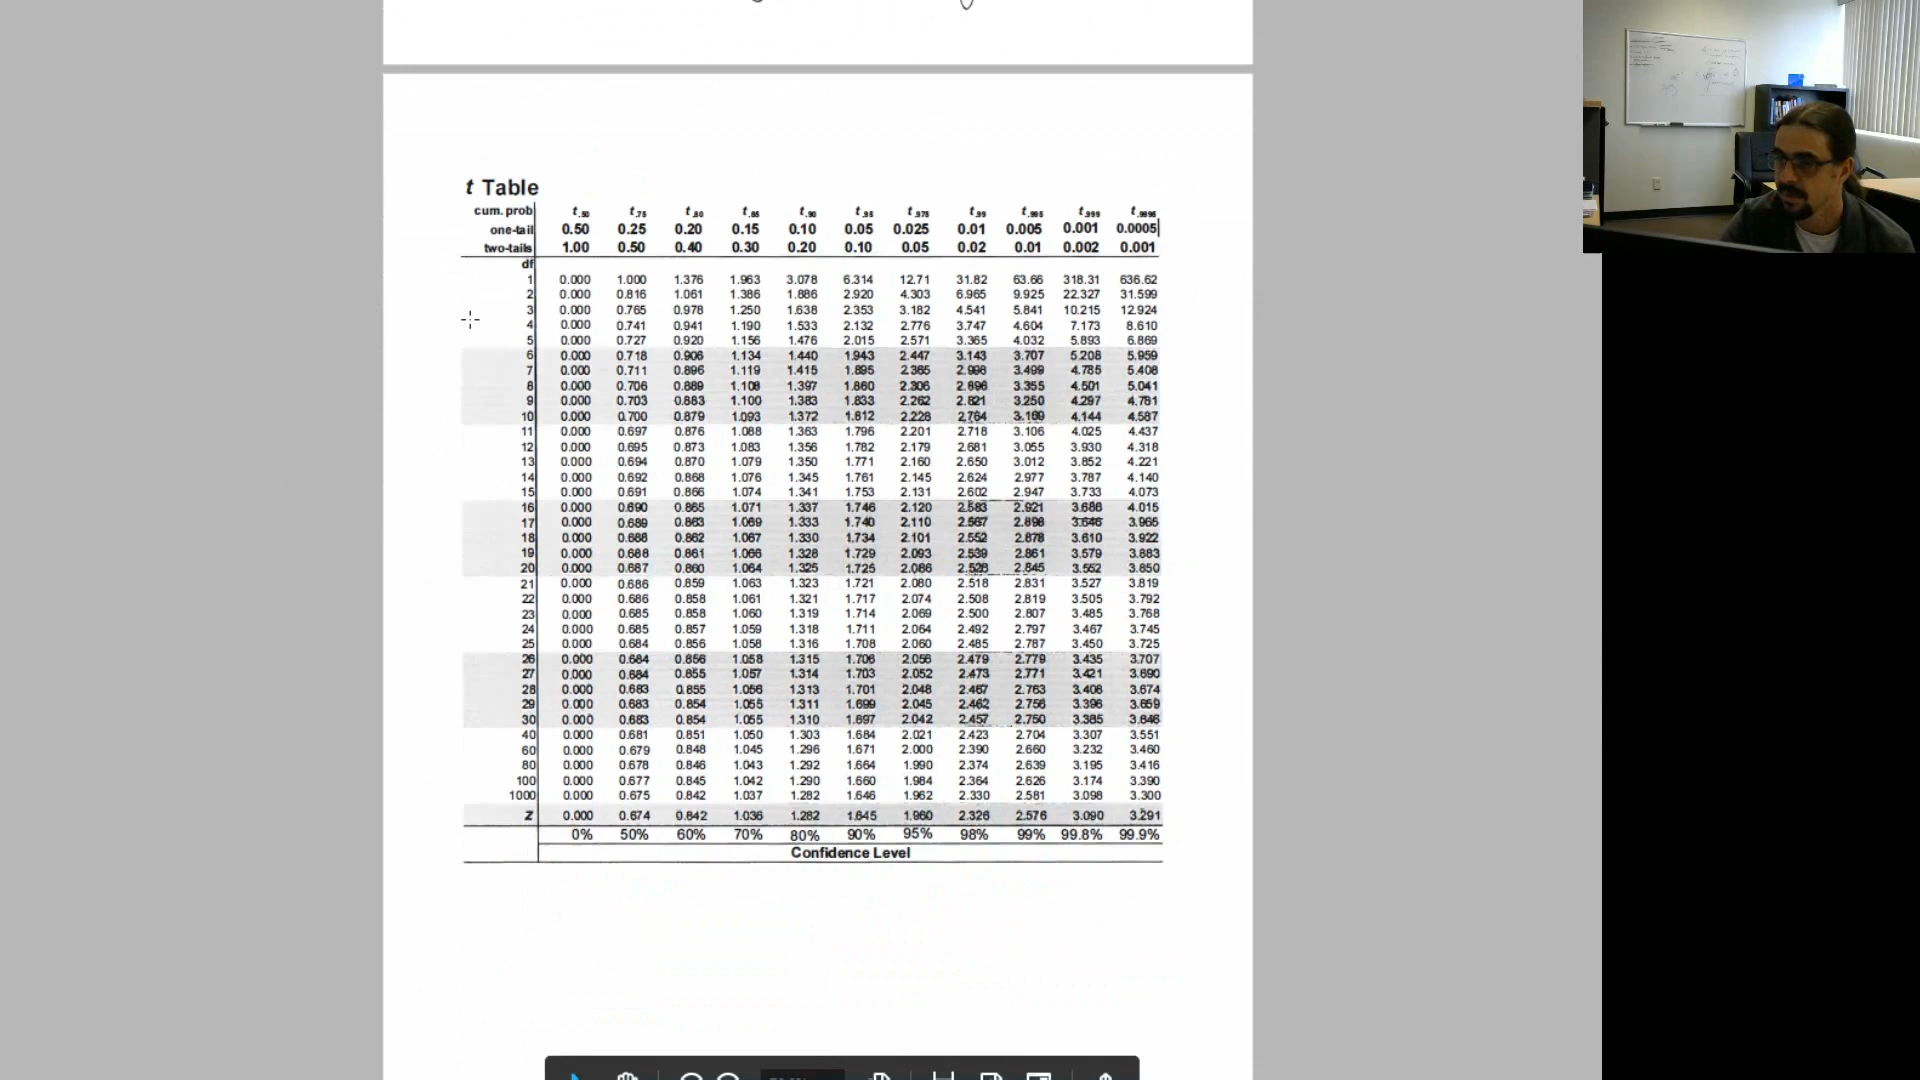 t Table
cum. prob t.50 t.75 t.80 t.85 t.90 t.95 t.975 t.99 t.995 t.999 t.9995
one-tail 0.50 0.25 0.20 0.15 0.10 0.05 0.025 0.01 0.005 0.001 0.0005
two-tails 1.00 0.50 0.40 0.30 0.20 0.10 0.05 0.02 0.01 0.002 0.001
df
1 0.000 1.000 1.376 1.963 3.078 6.314 12.71 31.82 63.66 318.31 636.62
2 0.000 0.816 1.061 1.386 1.886 2.920 4.303 6.965 9.925 22.327 31.599
3 0.000 0.765 0.978 1.250 1.638 2.353 3.182 4.541 5.841 10.215 12.924
4 0.000 0.741 0.941 1.190 1.533 2.132 2.776 3.747 4.604 7.173 8.610
5 0.000 0.727 0.920 1.156 1.476 2.015 2.571 3.365 4.032 5.893 6.869
6 0.000 0.718 0.906 1.134 1.440 1.943 2.447 3.143 3.707 5.208 5.959
7 0.000 0.711 0.896 1.119 1.415 1.895 2.365 2.998 3.499 4.785 5.408
8 0.000 0.706 0.889 1.108 1.397 1.860 2.306 2.896 3.355 4.501 5.041
9 0.000 0.703 0.883 1.100 1.383 1.833 2.262 2.821 3.250 4.297 4.781
10 0.000 0.700 0.879 1.093 1.372 1.812 2.228 2.764 3.169 4.144 4.587
11 0.000 0.697 0.876 1.088 1.363 1.796 2.201 2.718 3.106 4.025 4.437
12 0.000 0.695 0.873 1.083 1.356 1.782 2.179 2.681 3.055 3.930 4.318
13 0.000 0.694 0.870 1.079 1.350 1.771 2.160 2.650 3.012 3.852 4.221
14 0.000 0.692 0.868 1.076 1.345 1.761 2.145 2.624 2.977 3.787 4.140
15 0.000 0.691 0.866 1.074 1.341 1.753 2.131 2.602 2.947 3.733 4.073
16 0.000 0.690 0.865 1.071 1.337 1.746 2.120 2.583 2.921 3.686 4.015
17 0.000 0.689 0.863 1.069 1.333 1.740 2.110 2.567 2.898 3.646 3.965
18 0.000 0.688 0.862 1.067 1.330 1.734 2.101 2.552 2.878 3.610 3.922
19 0.000 0.688 0.861 1.066 1.328 1.729 2.093 2.539 2.861 3.579 3.883
20 0.000 0.687 0.860 1.064 1.325 1.725 2.086 2.528 2.845 3.552 3.850
21 0.000 0.686 0.859 1.063 1.323 1.721 2.080 2.518 2.831 3.527 3.819
22 0.000 0.686 0.858 1.061 1.321 1.717 2.074 2.508 2.819 3.505 3.792
23 0.000 0.685 0.858 1.060 1.319 1.714 2.069 2.500 2.807 3.485 3.768
24 0.000 0.685 0.857 1.059 1.318 1.711 2.064 2.492 2.797 3.467 3.745
25 0.000 0.684 0.856 1.058 1.316 1.708 2.060 2.485 2.787 3.450 3.725
26 0.000 0.684 0.856 1.058 1.315 1.706 2.056 2.479 2.779 3.435 3.707
27 0.000 0.684 0.855 1.057 1.314 1.703 2.052 2.473 2.771 3.421 3.690
28 0.000 0.683 0.855 1.056 1.313 1.701 2.048 2.467 2.763 3.408 3.674
29 0.000 0.683 0.854 1.055 1.311 1.699 2.045 2.462 2.756 3.396 3.659
30 0.000 0.683 0.854 1.055 1.310 1.697 2.042 2.457 2.750 3.385 3.646
40 0.000 0.681 0.851 1.050 1.303 1.684 2.021 2.423 2.704 3.307 3.551
60 0.000 0.679 0.848 1.045 1.296 1.671 2.000 2.390 2.660 3.232 3.460
80 0.000 0.678 0.846 1.043 1.292 1.664 1.990 2.374 2.639 3.195 3.416
100 0.000 0.677 0.845 1.042 1.290 1.660 1.984 2.364 2.626 3.174 3.390
1000 0.000 0.675 0.842 1.037 1.282 1.646 1.962 2.330 2.581 3.098 3.300
z 0.000 0.674 0.842 1.036 1.282 1.645 1.960 2.326 2.576 3.090 3.291
0% 50% 60% 70% 80% 90% 95% 98% 99% 99.8% 99.9%
Confidence Level